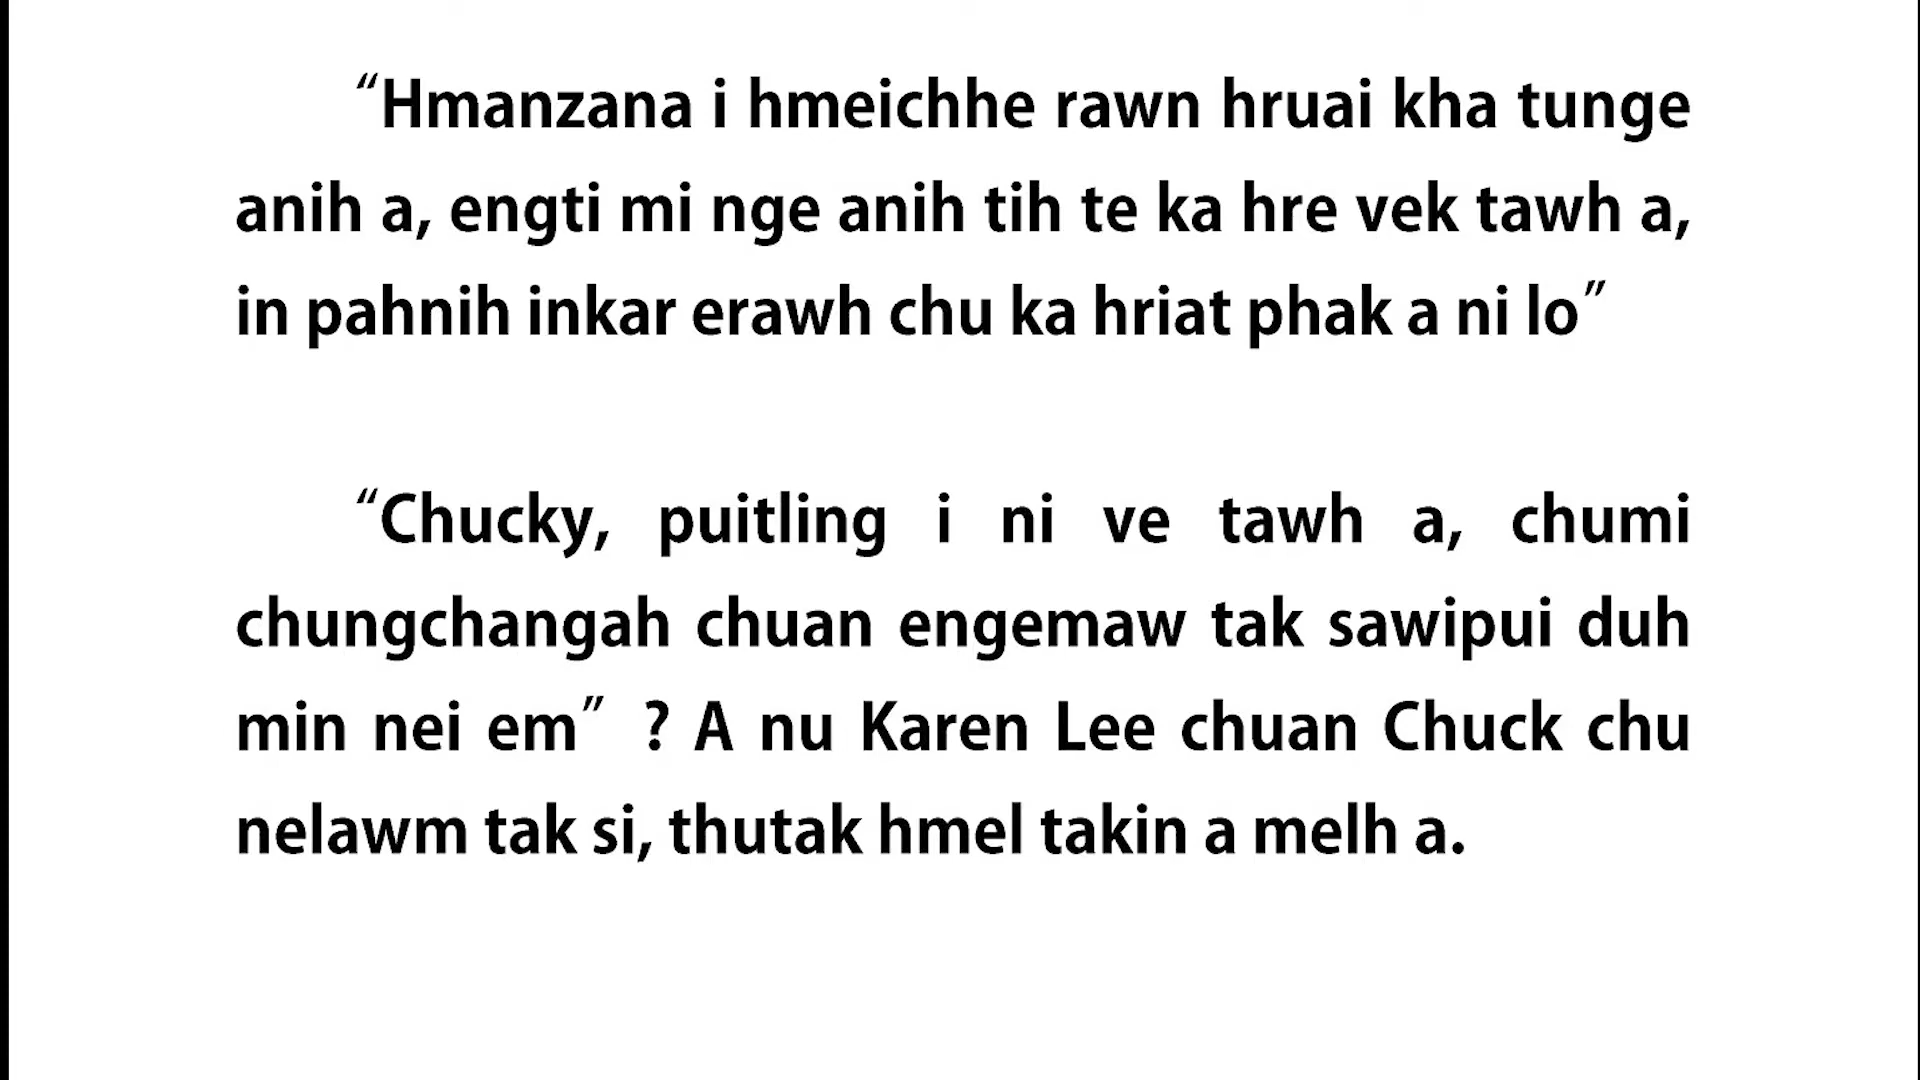 “Hmanzana i hmeichhe rawn hruai kha tunge
anih a, engti mi nge anih tih te ka hre vek tawh a,
in pahnih inkar erawh chu ka hriat phak a ni lo”
“Chucky, puitling i ni ve tawh a, chumi
chungchangah chuan engemaw tak sawipui duh
min nei em” ? A nu Karen Lee chuan Chuck chu
nelawm tak si, thutak hmel takin a melh a.